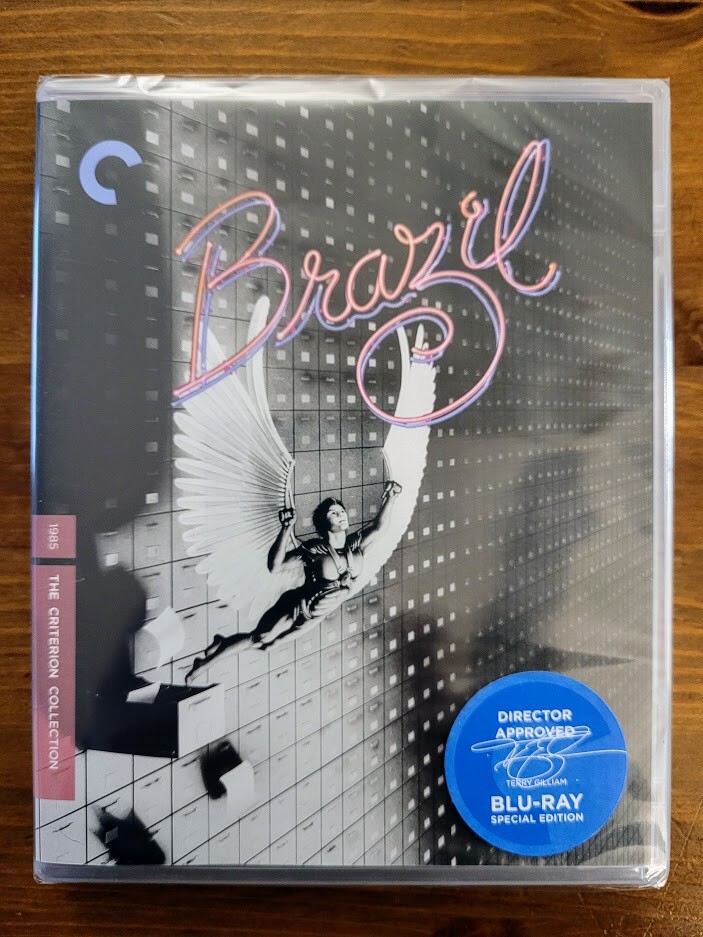 Brazil
1985
THE CRITERION COLLECTION
DIRECTOR
APPROVED
TERRY GILLIAM
BLU-RAY
SPECIAL EDITION